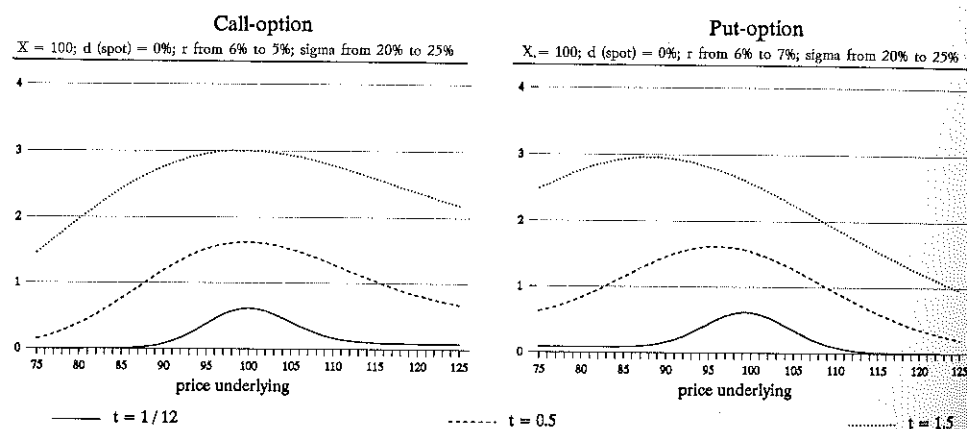 Call-option
X = 100; d (spot) = 0%; r from 6% to 5%; sigma from 20% to 25%
4
3
2
1
0
75 80 85 90 95 100 105 110 115 120 125
price underlying
Put-option
X = 100; d (spot) = 0%; r from 6% to 7%; sigma from 20% to 25%
4
3
2
1
0
75 80 85 90 95 100 105 110 115 120 125
price underlying
t = 1/12
t = 0.5
t = 1.5